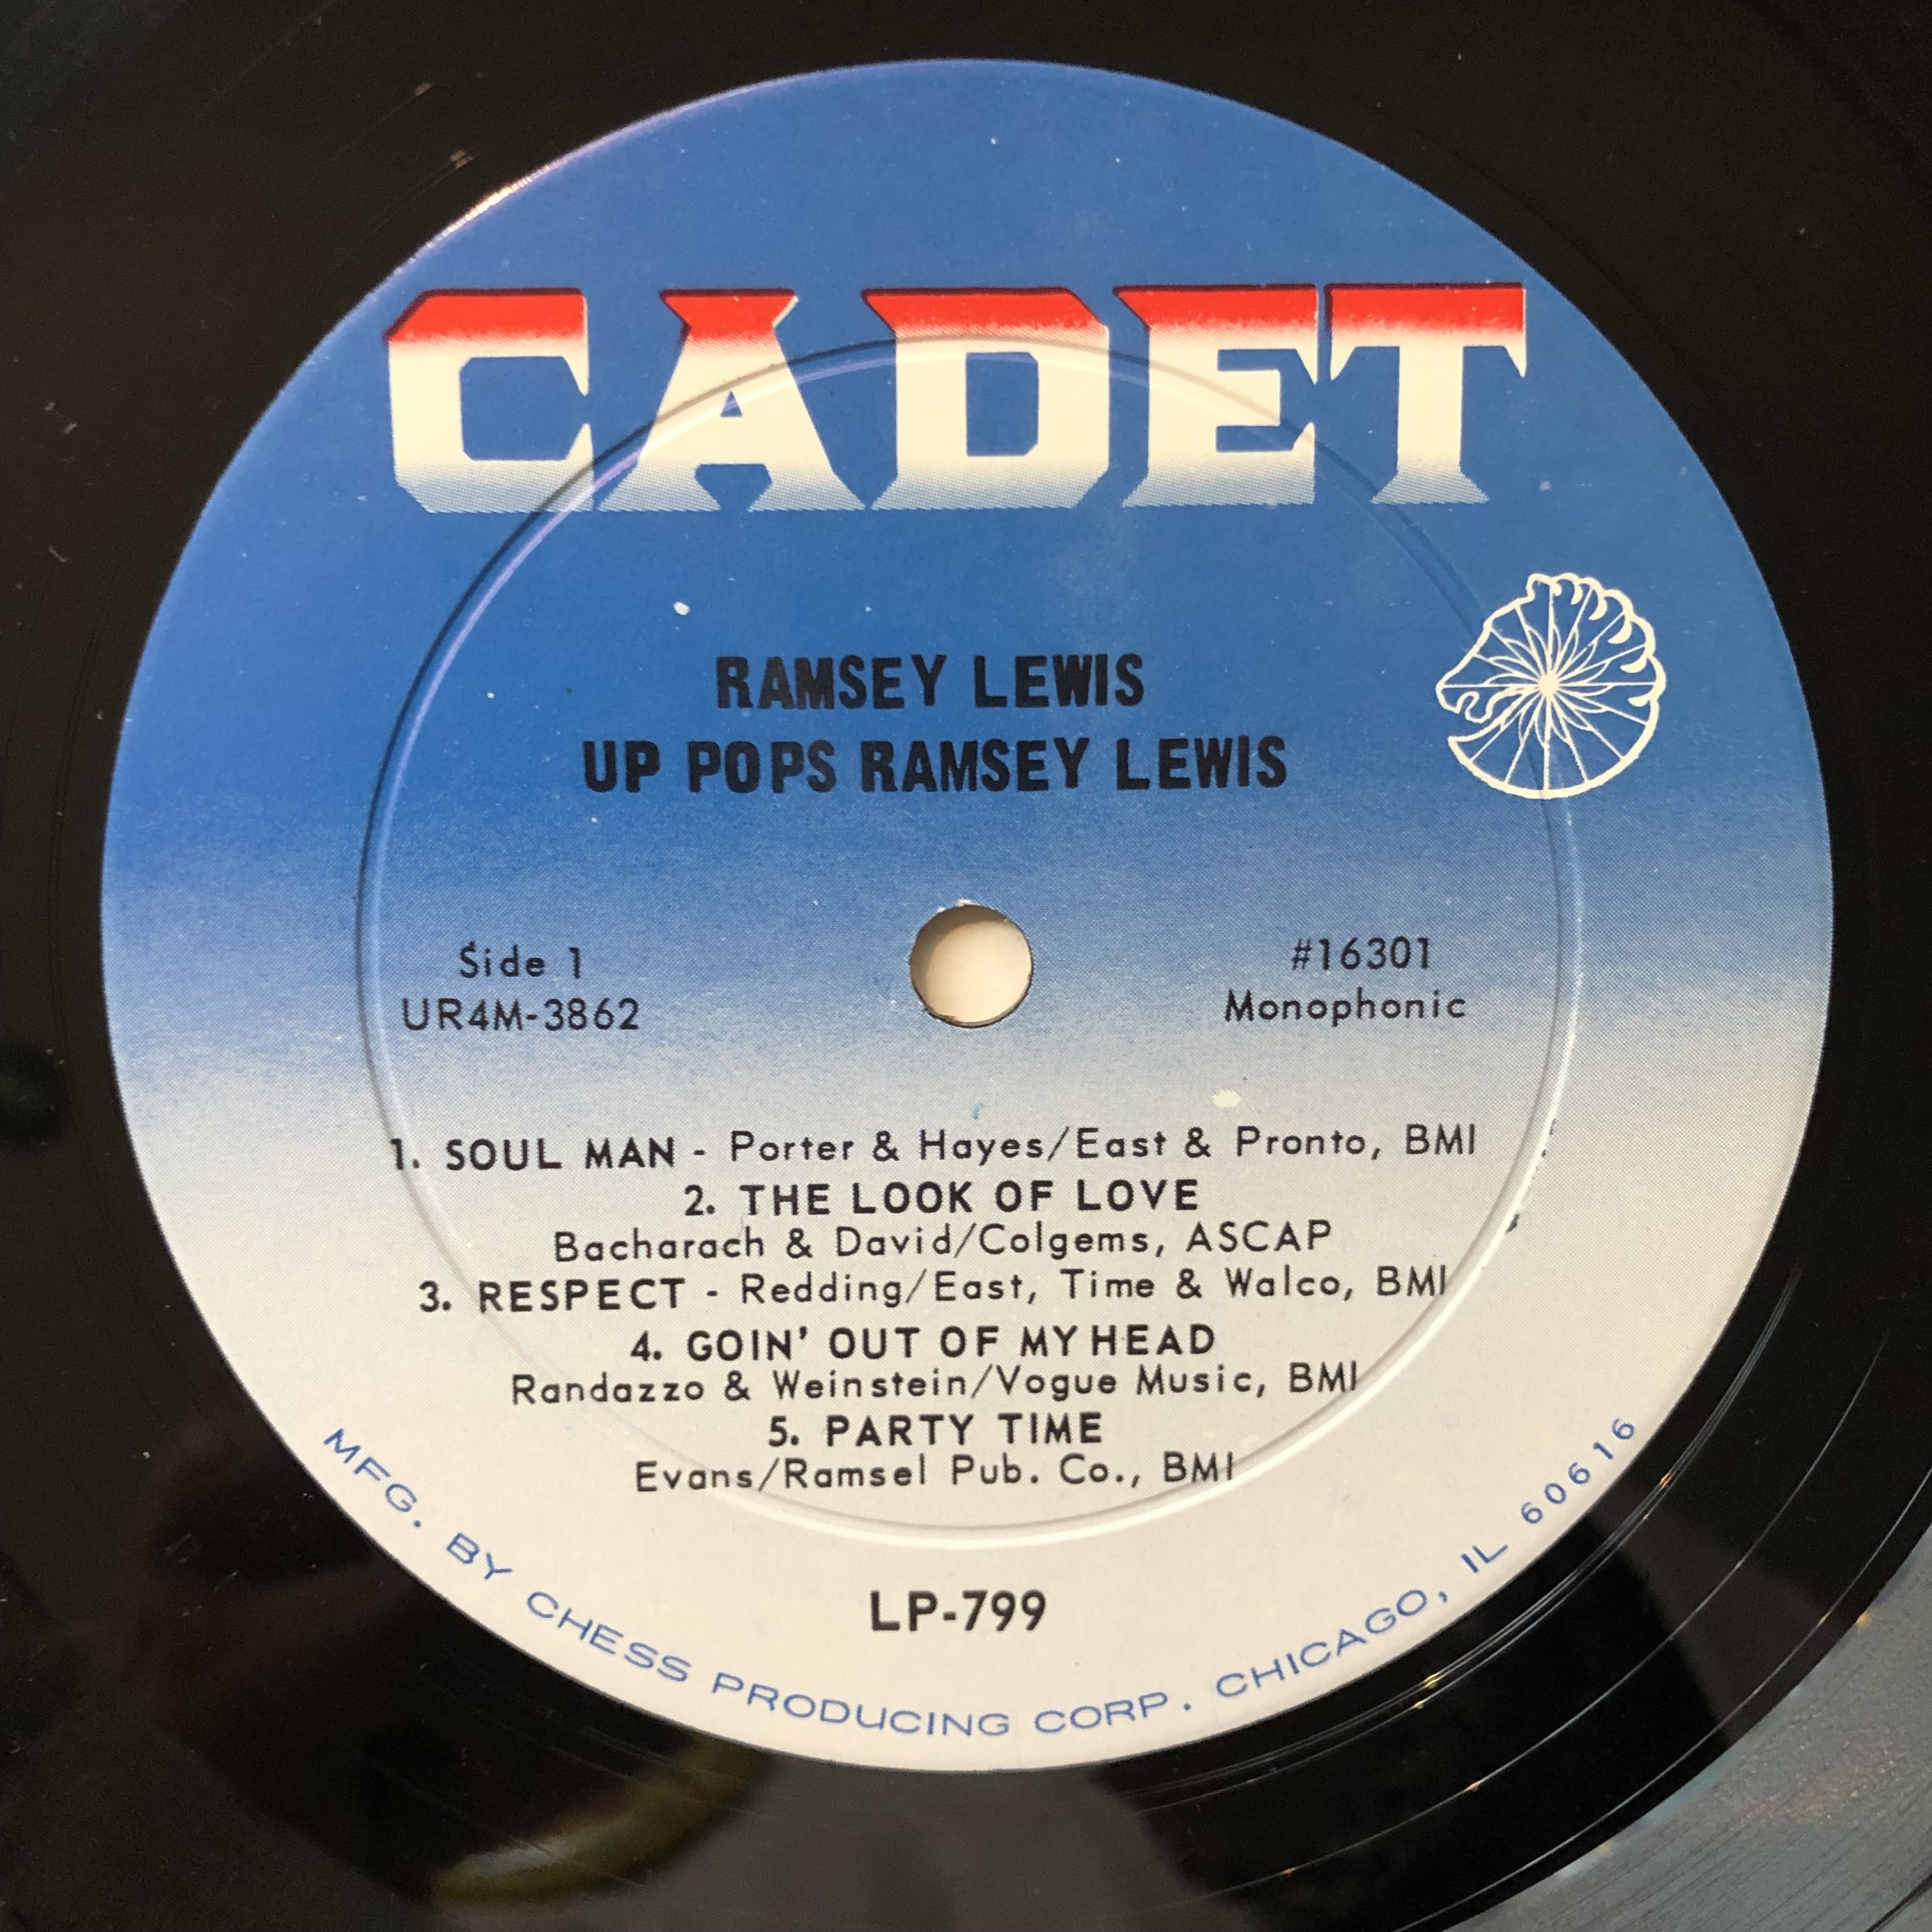 CADET
RAMSEY LEWIS
UP POPS RAMSEY LEWIS
Side 1
UR4M-3862
#16301
Monophonic
1. SOUL MAN - Porter & Hayes/East & Pronto, BMI
2. THE LOOK OF LOVE
Bacharach & David/Colgems, ASCAP
3. RESPECT - Redding/East, Time & Walco, BMI
4. GOIN' OUT OF MY HEAD
Randazzo & Weinstein/Vogue Music, BMI
5. PARTY TIME
Evans/Ramsel Pub. Co., BMI
LP-799
MFG. BY CHESS PRODUCING CORP. CHICAGO, IL 60616